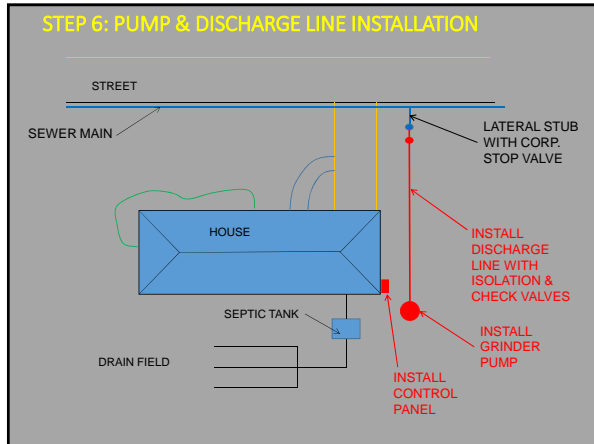 STEP 6: PUMP & DISCHARGE LINE INSTALLATION
STREET
SEWER MAIN
LATERAL STUB
WITH CORP.
STOP VALVE
HOUSE
INSTALL
DISCHARGE
LINE WITH
ISOLATION &
CHECK VALVES
SEPTIC TANK
INSTALL
GRINDER
PUMP
DRAIN FIELD
INSTALL
CONTROL
PANEL